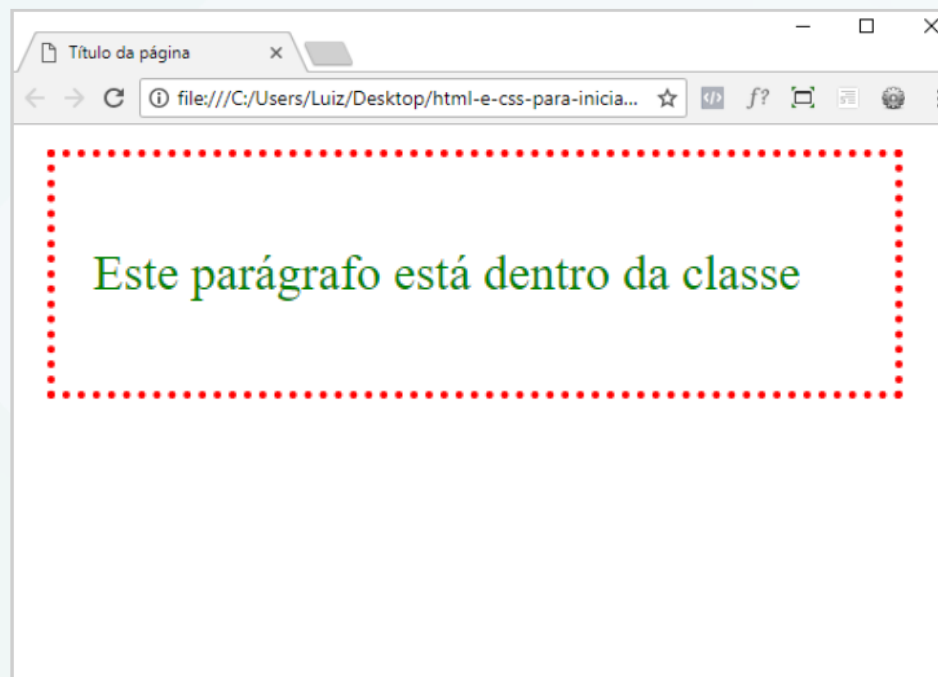 Título da página
file:///C:/Users/Luiz/Desktop/html-e-css-para-inicia...
f?
Este parágrafo está dentro da classe